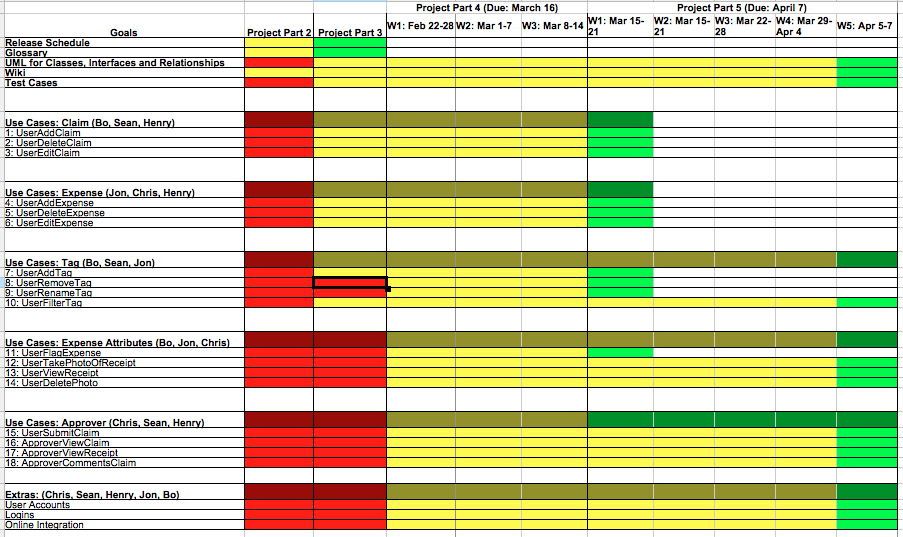 Project Part 4 (Due: March 16) Project Part 5 (Due: April 7)
Goals Project Part 2 Project Part 3 W1: Feb 22-28 W2: Mar 1-7 W3: Mar 8-14 W1: Mar 15-21 W2: Mar 15-21 W3: Mar 22-28 W4: Mar 29-Apr 4 W5: Apr 5-7
Release Schedule
Glossary
UML for Classes, Interfaces and Relationships
Wiki
Test Cases
Use Cases: Claim (Bo, Sean, Henry)
1: UserAddClaim
2: UserDeleteClaim
3: UserEditClaim
Use Cases: Expense (Jon, Chris, Henry)
4: UserAddExpense
5: UserDeleteExpense
6: UserEditExpense
Use Cases: Tag (Bo, Sean, Jon)
7: UserAddTag
8: UserRemoveTag
9: UserRenameTag
10: UserFilterTag
Use Cases: Expense Attributes (Bo, Jon, Chris)
11: UserFlagExpense
12: UserTakePhotoOfReceipt
13: UserViewReceipt
14: UserDeletePhoto
Use Cases: Approver (Chris, Sean, Henry)
15: UserSubmitClaim
16: ApproverViewClaim
17: ApproverViewReceipt
18: ApproverCommentsClaim
Extras: (Chris, Sean, Henry, Jon, Bo)
User Accounts
Logins
Online Integration